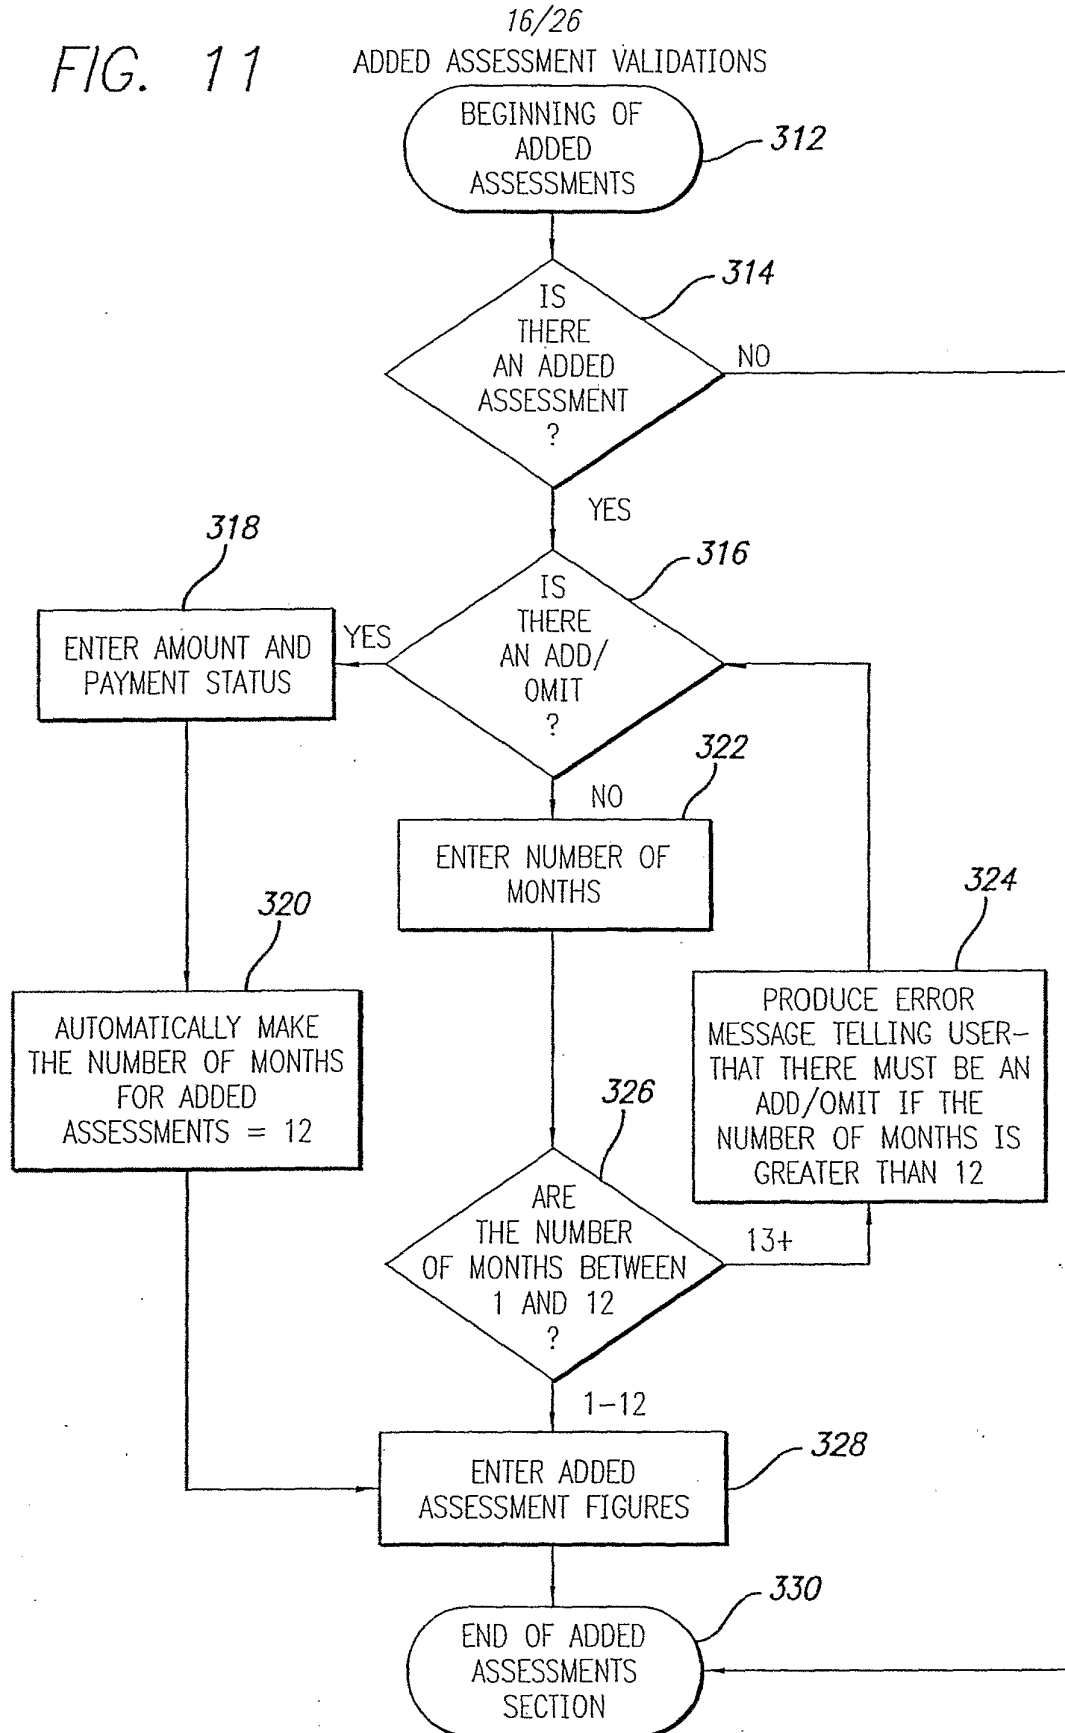 16/26
FIG. 11
ADDED ASSESSMENT VALIDATIONS
BEGINNING OF
ADDED
ASSESSMENTS
312
314
IS
THERE
AN ADDED
ASSESSMENT
?
NO
YES
318
316
IS
THERE
AN ADD/
OMIT
?
YES
ENTER AMOUNT AND
PAYMENT STATUS
NO
322
ENTER NUMBER OF
MONTHS
320
324
AUTOMATICALLY MAKE
THE NUMBER OF MONTHS
FOR ADDED
ASSESSMENTS = 12
PRODUCE ERROR
MESSAGE TELLING USER-
THAT THERE MUST BE AN
ADD/OMIT IF THE
NUMBER OF MONTHS IS
GREATER THAN 12
326
ARE
THE NUMBER
OF MONTHS BETWEEN
1 AND 12
?
13+
1-12
328
ENTER ADDED
ASSESSMENT FIGURES
330
END OF ADDED
ASSESSMENTS
SECTION